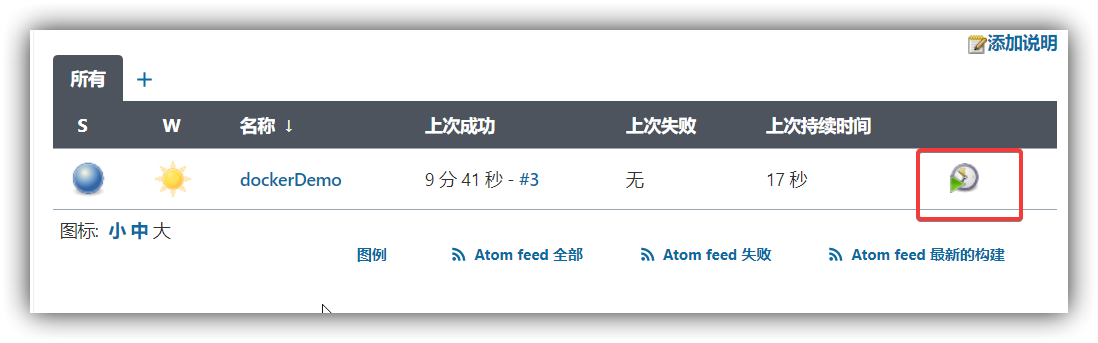 添加说明
所有 +
S W 名称 ↓ 上次成功 上次失败 上次持续时间
dockerDemo 9 分 41 秒 - #3 无 17 秒
图标: 小 中 大
图例 Atom feed 全部 Atom feed 失败 Atom feed 最新的构建